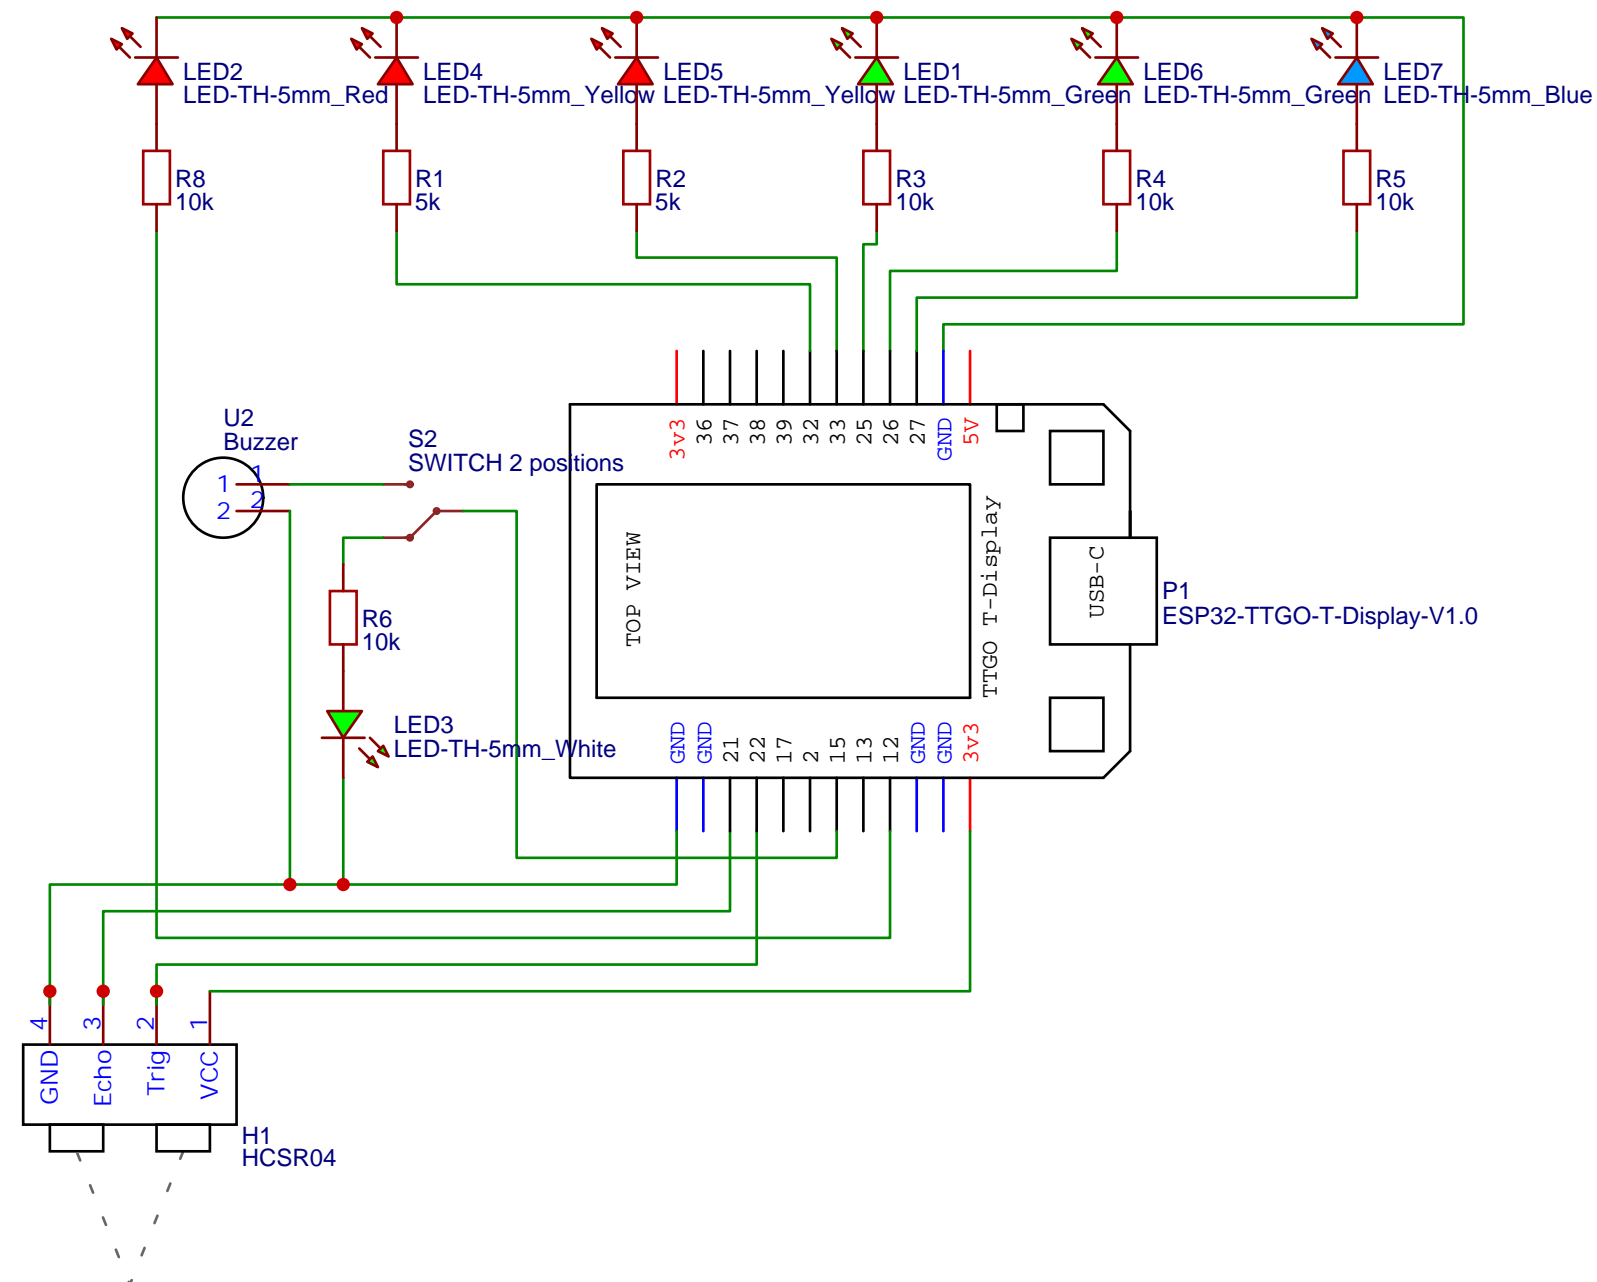 LED2
LED-TH-5mm_Red
LED4
LED-TH-5mm_Yellow
LED5
LED-TH-5mm_Yellow
LED1
LED-TH-5mm_Green
LED6
LED-TH-5mm_Green
LED7
LED-TH-5mm_Blue
R8
10k
R1
5k
R2
5k
R3
10k
R4
10k
R5
10k
3v3
36
37
38
39
32
33
25
26
27
GND
5V
U2
Buzzer
1
1
2
2
S2
SWITCH 2 positions
R6
10k
LED3
LED-TH-5mm_White
TOP VIEW
TTGO T-Display
USB-C
P1
ESP32-TTGO-T-Display-V1.0
GND
GND
21
22
17
2
15
13
12
GND
GND
3v3
4
3
2
1
GND
Echo
Trig
VCC
H1
HCSR04